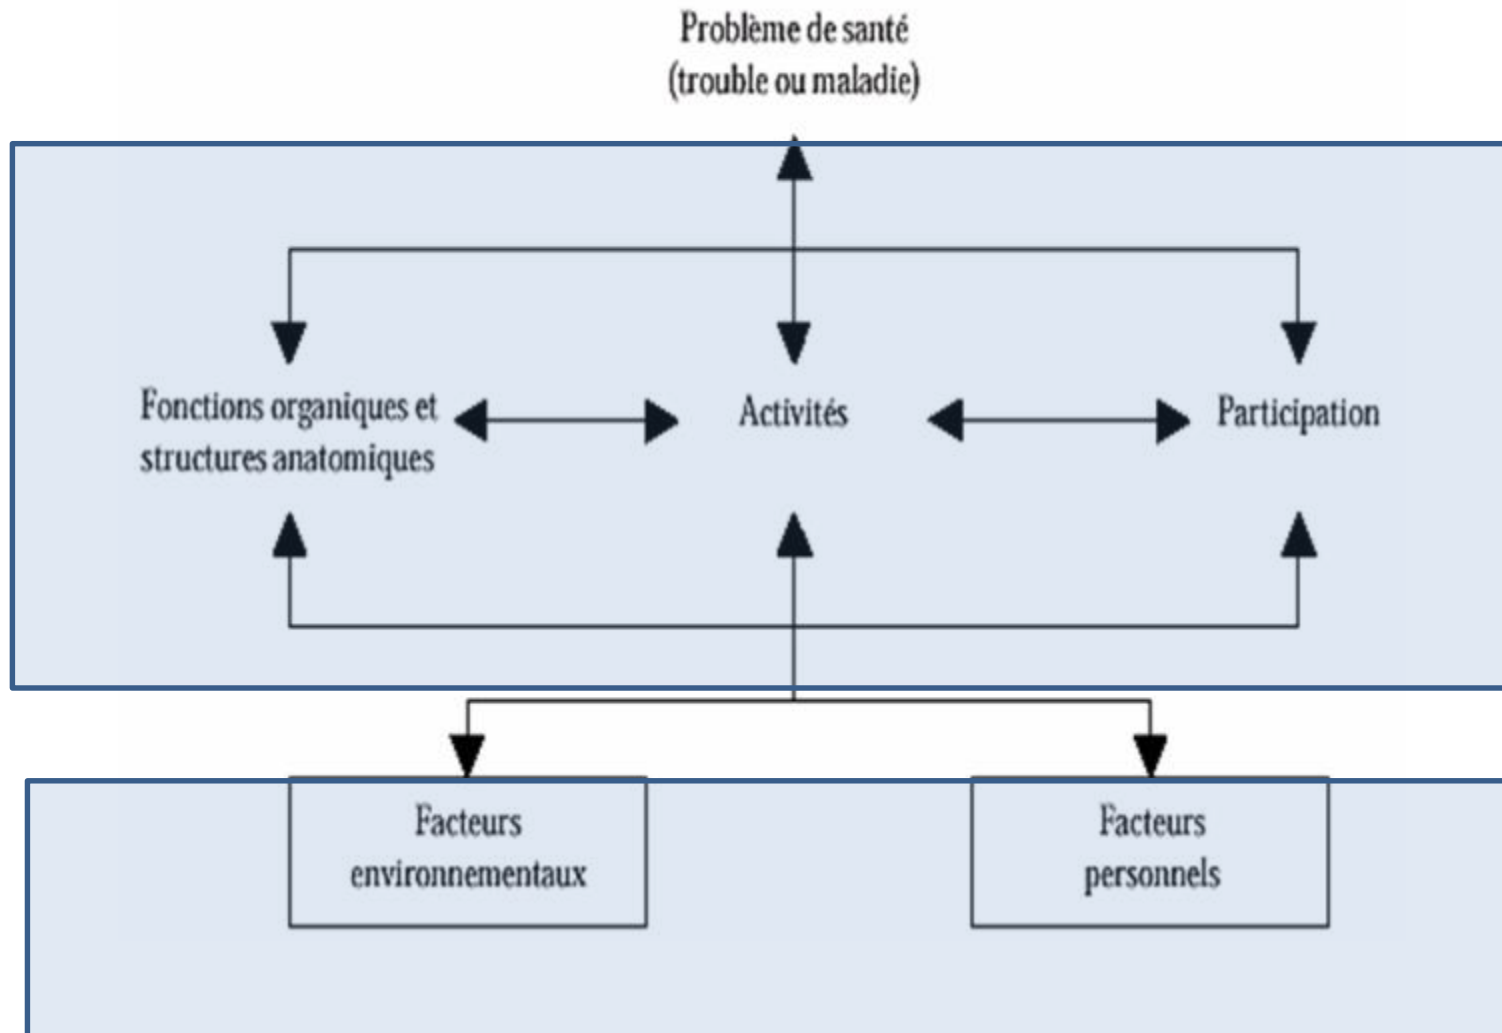 Problème de santé
(trouble ou maladie)
Fonctions organiques et
structures anatomiques
Activités
Participation
Facteurs
environnementaux
Facteurs
personnels